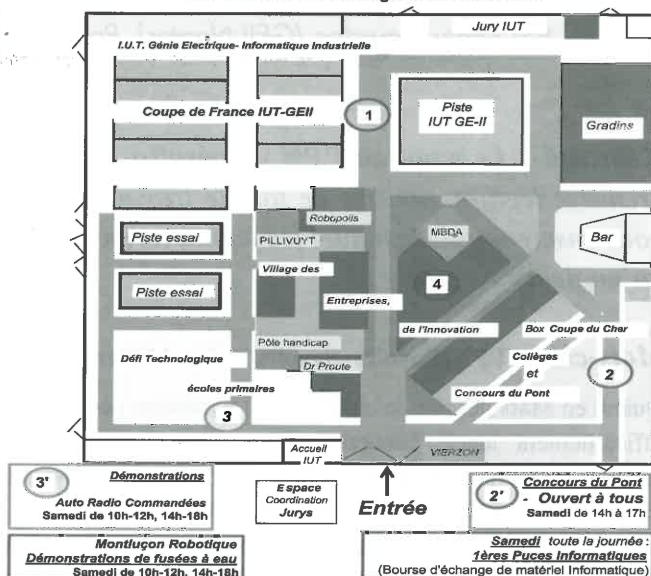 Jury IUT
I.U.T. Génie Electrique- Informatique Industrielle
Coupe de France IUT-GEII
1
Piste
IUT GE-II
Gradins
Robopolis
Piste essai
PILLIVUYT
MBDA
Bar
Village des
4
Piste essai
Entreprises,
de l'Innovation
Box Coupe du Cher
Pôle handicap
Défi Technologique
Dr Proute
Collèges
et
2
écoles primaires
Concours du Pont
3
Accueil
IUT
VIERZON
3'
Démonstrations
Auto Radio Commandées
Samedi de 10h-12h, 14h-18h
Espace
Coordination
Jurys
Entrée
2'
Concours du Pont
- Ouvert à tous
Samedi de 14h à 17h
Montluçon Robotique
Démonstrations de fusées à eau
Samedi de 10h-12h, 14h-18h
Samedi toute la journée :
1ères Puces Informatiques
(Bourse d'échange de matériel Informatique)